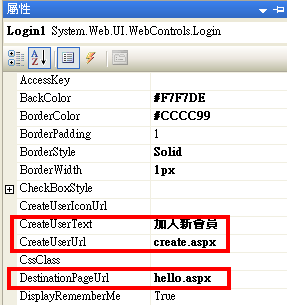 屬性
Login1 System.Web.UI.WebControls.Login
AccessKey
BackColor #F7F7DE
BorderColor #CCCC99
BorderPadding 1
BorderStyle Solid
BorderWidth 1px
CheckBoxStyle
CreateUserIconUrl
CreateUserText 加入新會員
CreateUserUrl create.aspx
CssClass
DestinationPageUrl hello.aspx
DisplayRememberMe True